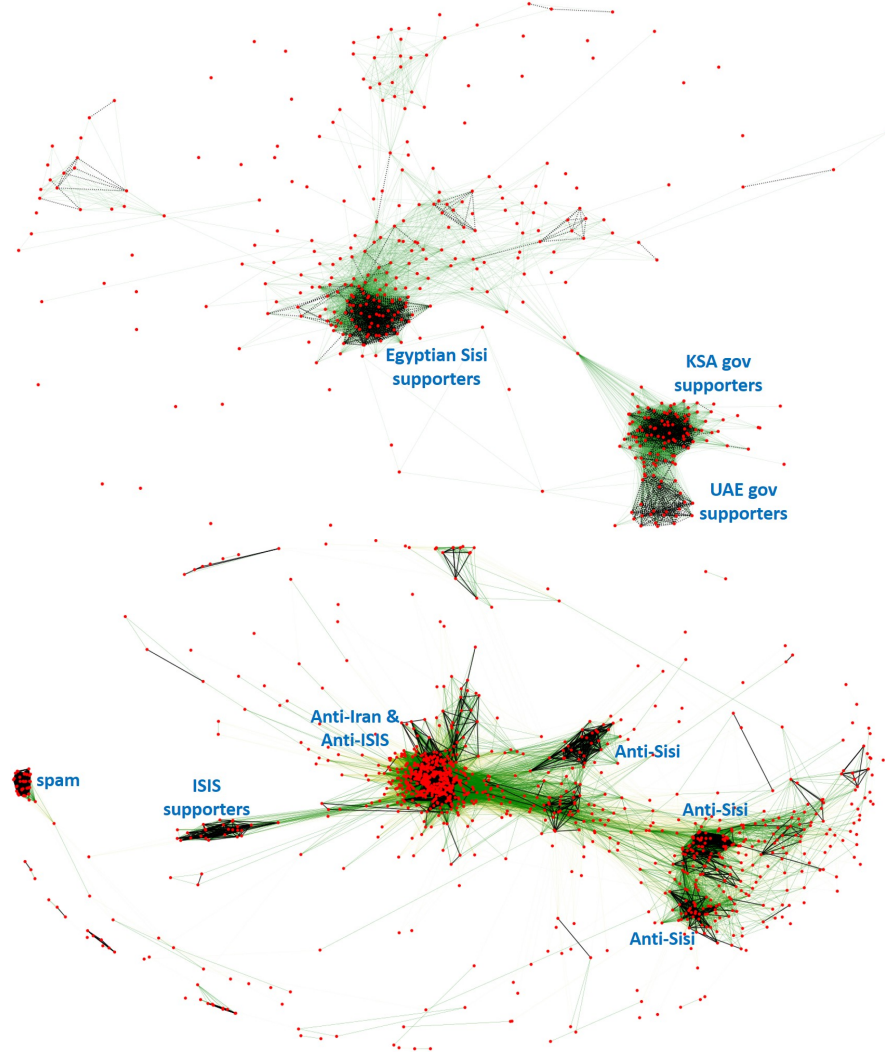 Egyptian Sisi
supporters
KSA gov
supporters
UAE gov
supporters
Anti-Iran &
Anti-ISIS
Anti-Sisi
spam
ISIS
supporters
Anti-Sisi
Anti-Sisi